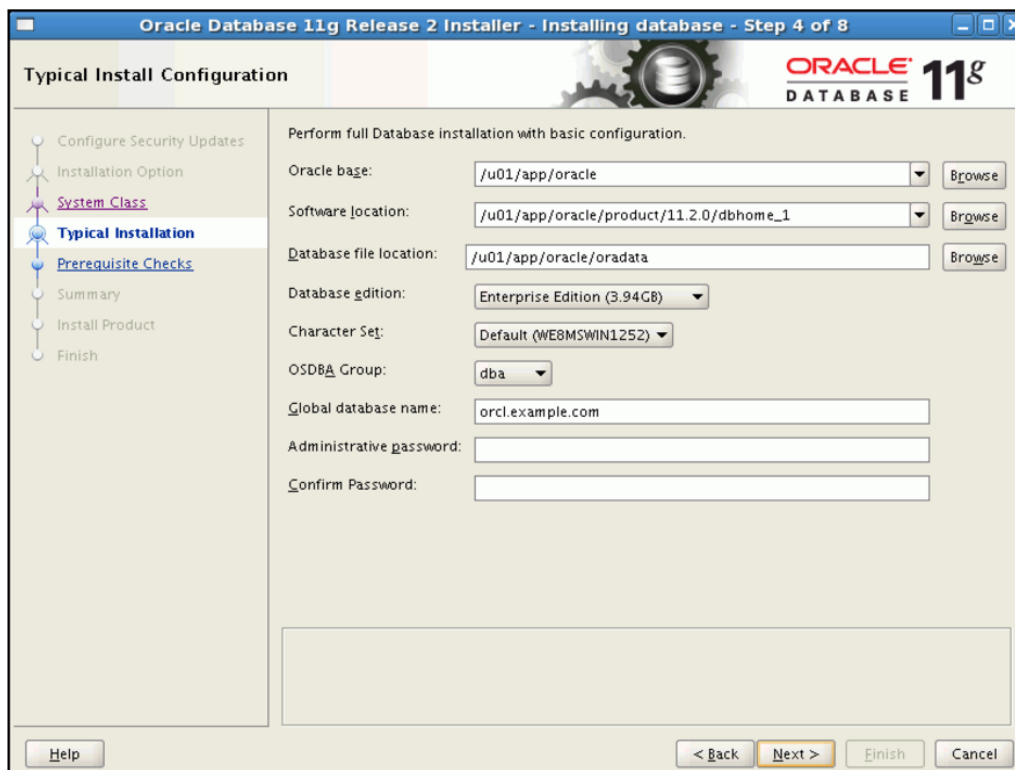 Oracle Database 11g Release 2 Installer - Installing database - Step 4 of 8
Typical Install Configuration
ORACLE
DATABASE
11g
Configure Security Updates
Installation Option
System Class
Typical Installation
Prerequisite Checks
Summary
Install Product
Finish
Perform full Database installation with basic configuration.
Oracle base: /u01/app/oracle Browse
Software location: /u01/app/oracle/product/11.2.0/dbhome_1 Browse
Database file location: /u01/app/oracle/oradata Browse
Database edition: Enterprise Edition (3.94GB)
Character Set: Default (WE8MSWIN1252)
OSDBA Group: dba
Global database name: orcl.example.com
Administrative password:
Confirm Password:
Help < Back Next > Finish Cancel